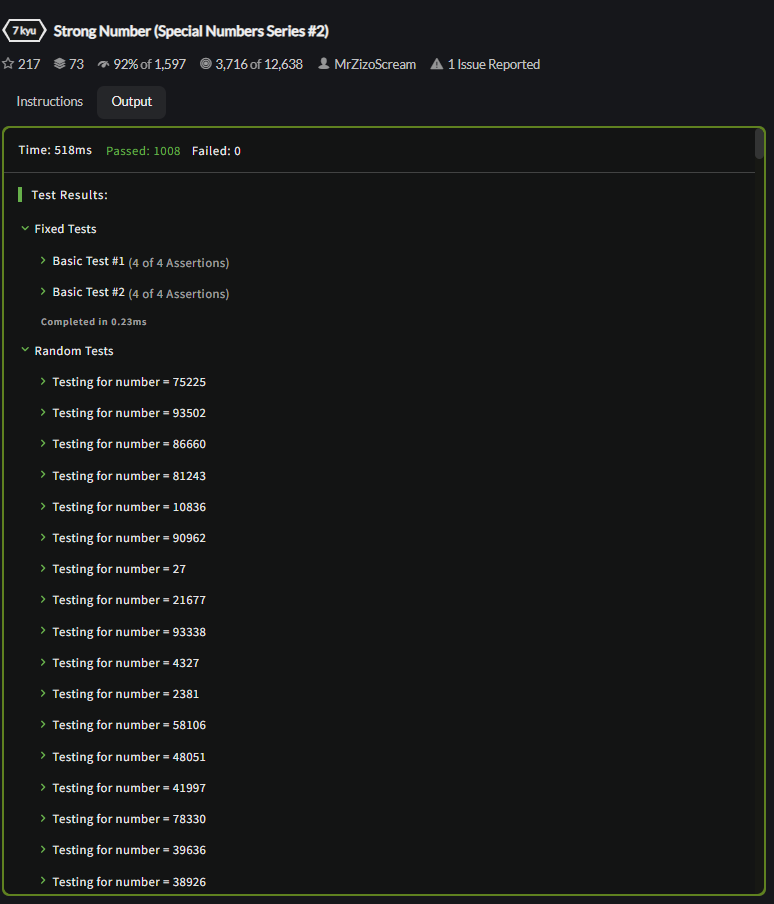 7 kyu Strong Number (Special Numbers Series #2)
217 73 92% of 1,597 3,716 of 12,638 MrZizoScream 1 Issue Reported
Instructions Output
Time: 518ms Passed: 1008 Failed: 0
Test Results:
Fixed Tests
Basic Test #1 (4 of 4 Assertions)
Basic Test #2 (4 of 4 Assertions)
Completed in 0.23ms
Random Tests
Testing for number = 75225
Testing for number = 93502
Testing for number = 86660
Testing for number = 81243
Testing for number = 10836
Testing for number = 90962
Testing for number = 27
Testing for number = 21677
Testing for number = 93338
Testing for number = 4327
Testing for number = 2381
Testing for number = 58106
Testing for number = 48051
Testing for number = 41997
Testing for number = 78330
Testing for number = 39636
Testing for number = 38926